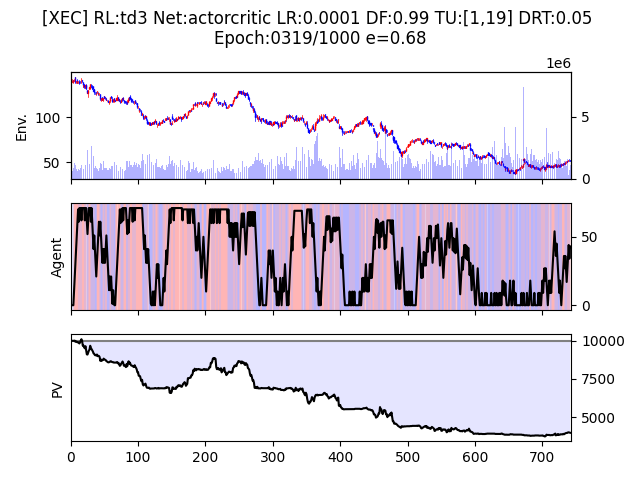 [XEC] RL:td3 Net:actorcritic LR:0.0001 DF:0.99 TU:[1,19] DRT:0.05
Epoch:0319/1000 e=0.68
1e6
Env.
100
50
5
0
Agent
50
0
PV
10000
7500
5000
0 100 200 300 400 500 600 700